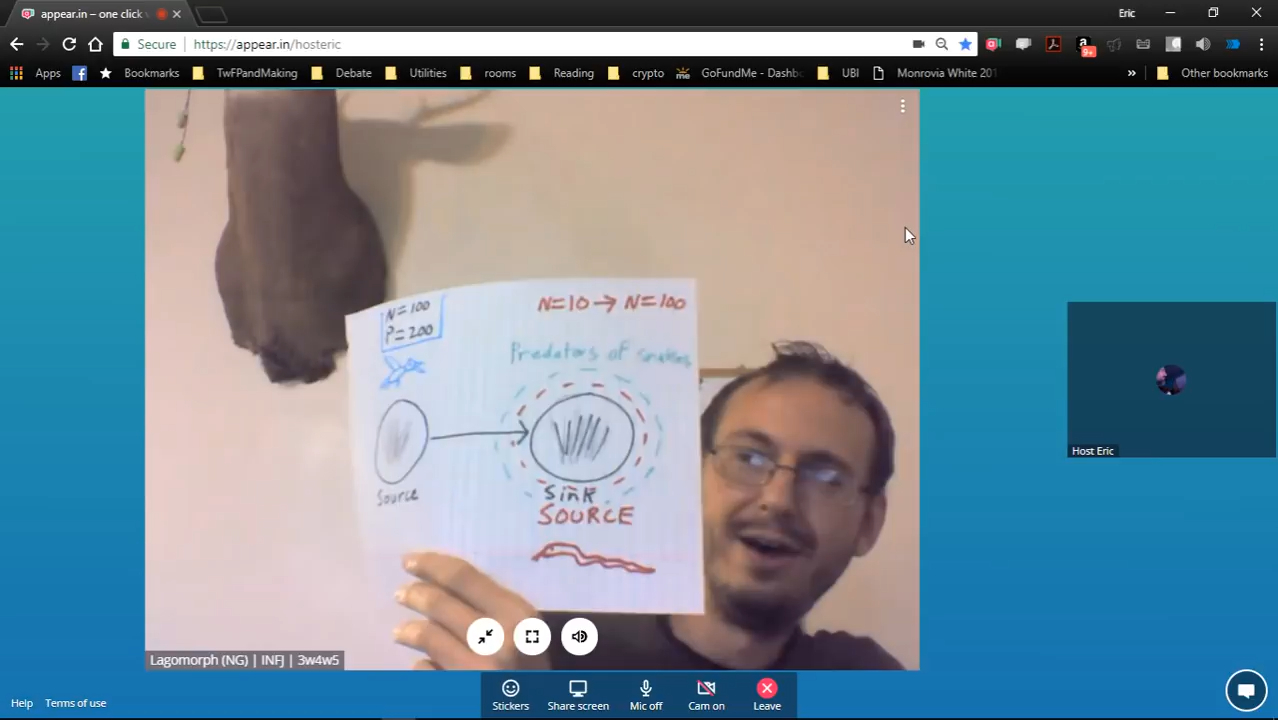 appear.in – one click
Eric
Secure
https://appear.in/hosteric
9+
Apps
Bookmarks
TwFPandMaking
Debate
Utilities
rooms
Reading
crypto
GoFundMe - Dashb
UBI
Monrovia White 201
»
Other bookmarks
N=100
P=200
N=10 → N=100
Predators of snakes
Source
Sink
SOURCE
Host Eric
Lagomorph (NG) | INFJ | 3w4w5
Stickers
Share screen
Mic off
Cam on
Leave
Help
Terms of use